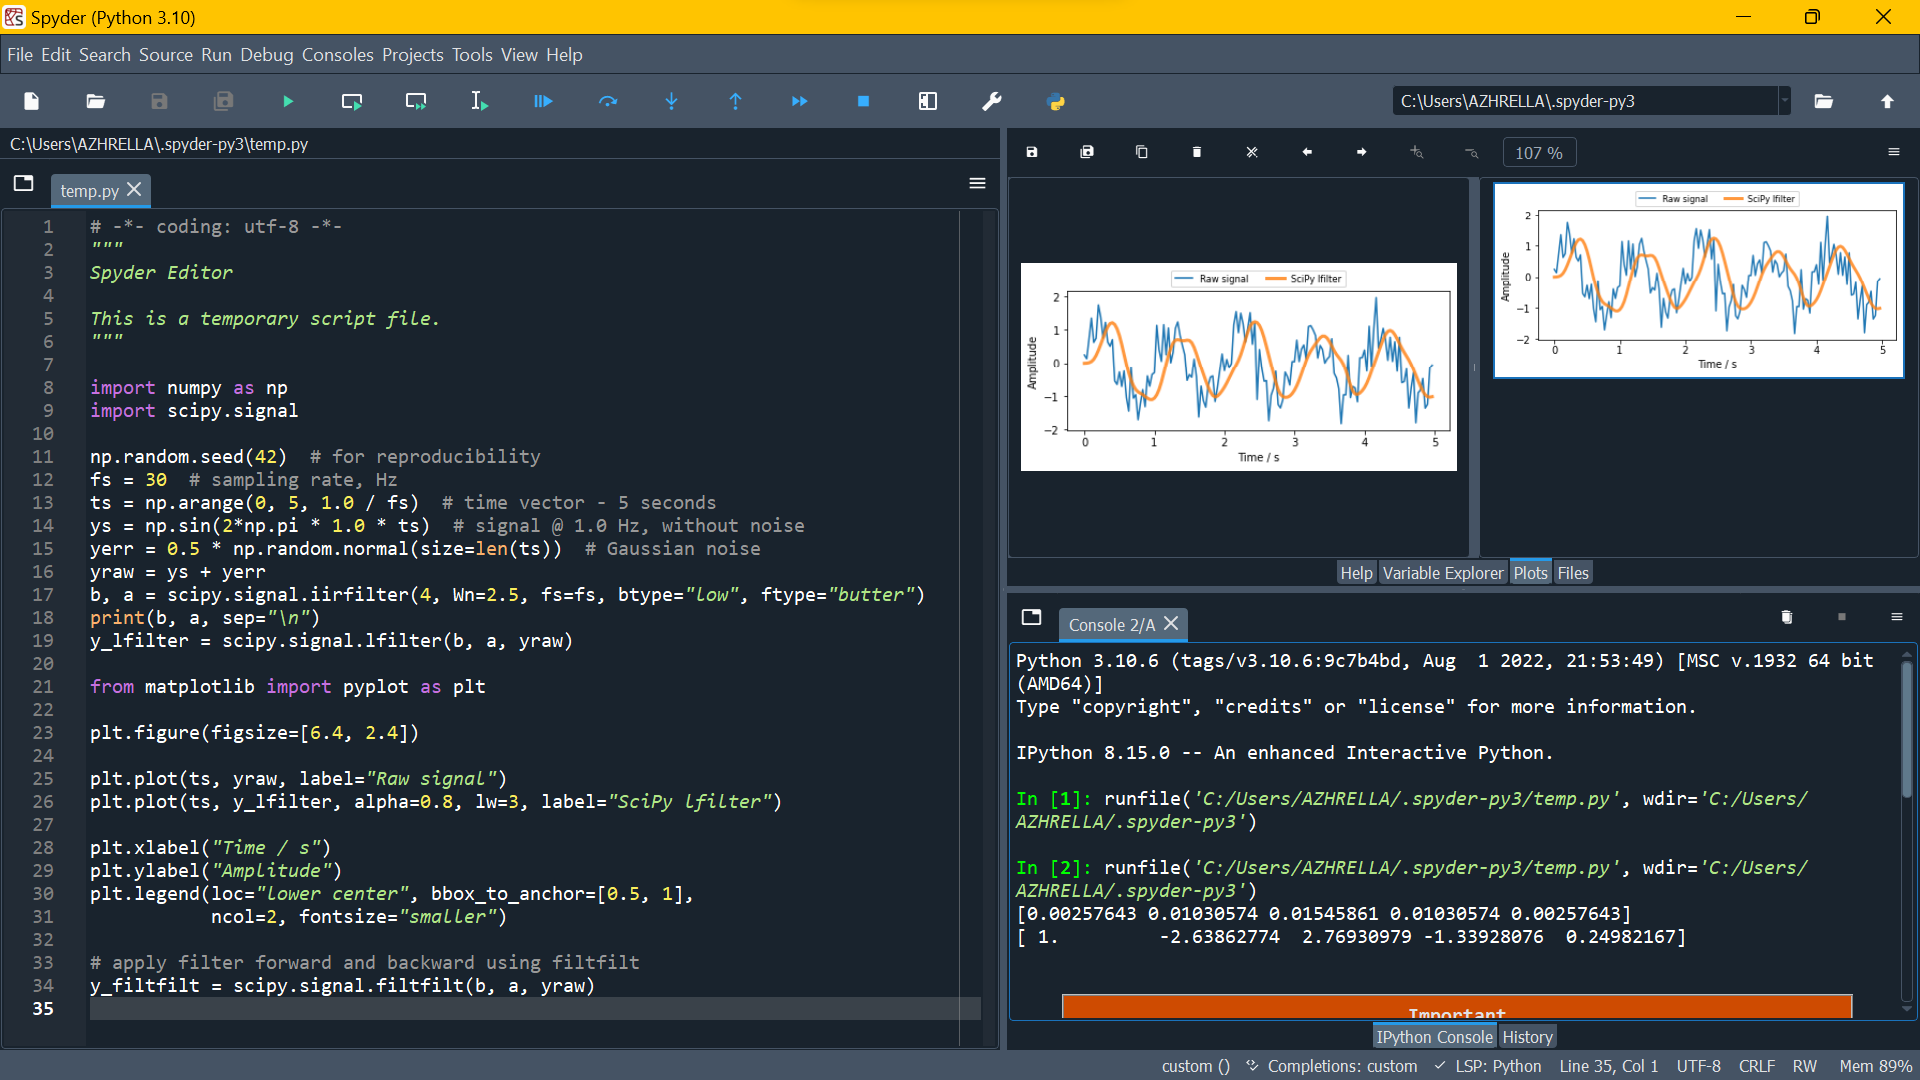 Spyder (Python 3.10)
File Edit Search Source Run Debug Consoles Projects Tools View Help
C:\Users\AZHRELLA\.spyder-py3
C:\Users\AZHRELLA\.spyder-py3\temp.py
temp.py
1 # -*- coding: utf-8 -*-
2 """
3 Spyder Editor
4
5 This is a temporary script file.
6 """
7
8 import numpy as np
9 import scipy.signal
10
11 np.random.seed(42)  # for reproducibility
12 fs = 30  # sampling rate, Hz
13 ts = np.arange(0, 5, 1.0 / fs)  # time vector - 5 seconds
14 ys = np.sin(2*np.pi * 1.0 * ts)  # signal @ 1.0 Hz, without noise
15 yerr = 0.5 * np.random.normal(size=len(ts))  # Gaussian noise
16 yraw = ys + yerr
17 b, a = scipy.signal.iirfilter(4, Wn=2.5, fs=fs, btype="low", ftype="butter")
18 print(b, a, sep="\n")
19 y_lfilter = scipy.signal.lfilter(b, a, yraw)
20
21 from matplotlib import pyplot as plt
22
23 plt.figure(figsize=[6.4, 2.4])
24
25 plt.plot(ts, yraw, label="Raw signal")
26 plt.plot(ts, y_lfilter, alpha=0.8, lw=3, label="SciPy lfilter")
27
28 plt.xlabel("Time / s")
29 plt.ylabel("Amplitude")
30 plt.legend(loc="lower center", bbox_to_anchor=[0.5, 1],
31            ncol=2, fontsize="smaller")
32
33 # apply filter forward and backward using filtfilt
34 y_filtfilt = scipy.signal.filtfilt(b, a, yraw)
35
107 %
Raw signal SciPy lfilter
2
1
0
−1
−2
Amplitude
0 1 2 3 4 5
Time / s
Raw signal SciPy lfilter
2
1
0
−1
−2
Amplitude
0 1 2 3 4 5
Time / s
Help Variable Explorer Plots Files
Console 2/A
Python 3.10.6 (tags/v3.10.6:9c7b4bd, Aug  1 2022, 21:53:49) [MSC v.1932 64 bit
(AMD64)]
Type "copyright", "credits" or "license" for more information.
IPython 8.15.0 -- An enhanced Interactive Python.
In [1]: runfile('C:/Users/AZHRELLA/.spyder-py3/temp.py', wdir='C:/Users/
AZHRELLA/.spyder-py3')
In [2]: runfile('C:/Users/AZHRELLA/.spyder-py3/temp.py', wdir='C:/Users/
AZHRELLA/.spyder-py3')
[0.00257643 0.01030574 0.01545861 0.01030574 0.00257643]
[ 1.         -2.63862774  2.76930979 -1.33928076  0.24982167]
Important
IPython Console History
custom () Completions: custom LSP: Python Line 35, Col 1 UTF-8 CRLF RW Mem 89%